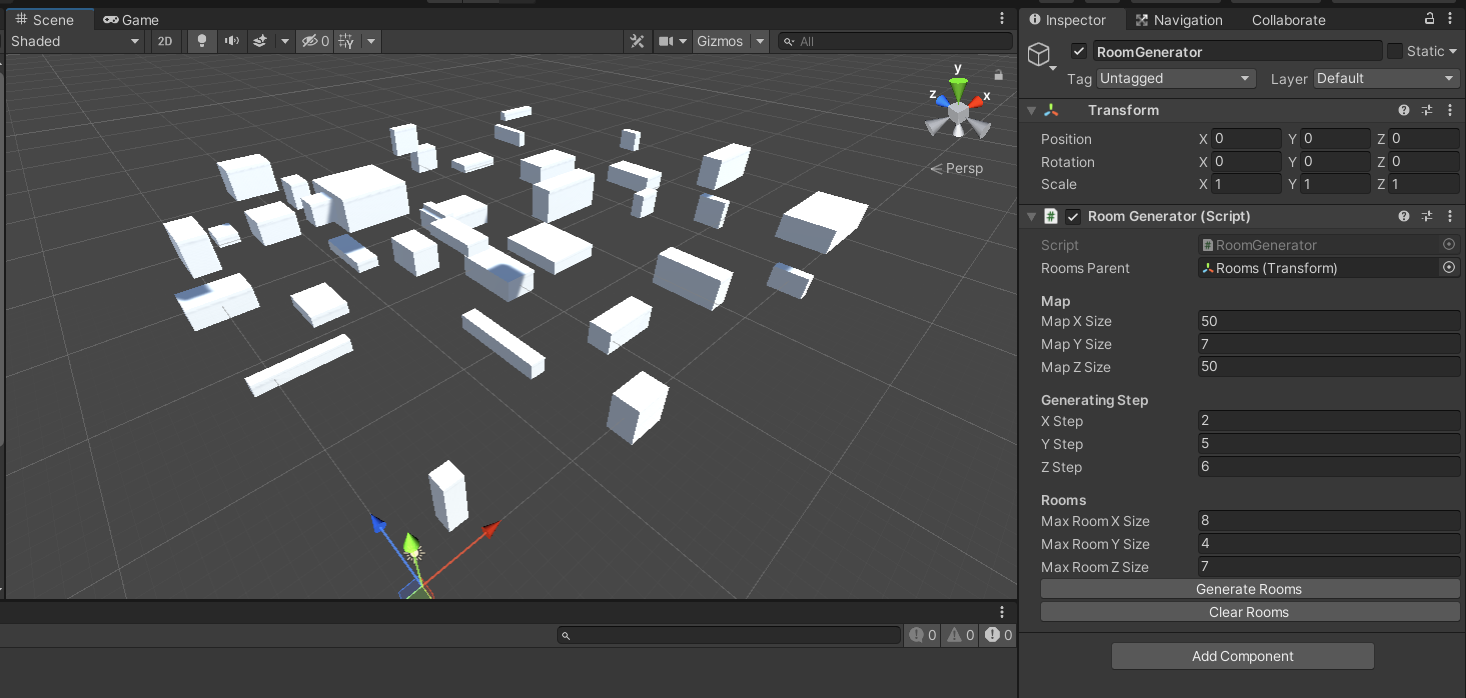 Scene Game
Shaded 2D 0 Gizmos All
y
z x
Persp
0 0 0
Inspector Navigation Collaborate
RoomGenerator Static
Tag Untagged Layer Default
Transform
Position X 0 Y 0 Z 0
Rotation X 0 Y 0 Z 0
Scale X 1 Y 1 Z 1
# Room Generator (Script)
Script # RoomGenerator
Rooms Parent Rooms (Transform)
Map
Map X Size 50
Map Y Size 7
Map Z Size 50
Generating Step
X Step 2
Y Step 5
Z Step 6
Rooms
Max Room X Size 8
Max Room Y Size 4
Max Room Z Size 7
Generate Rooms
Clear Rooms
Add Component